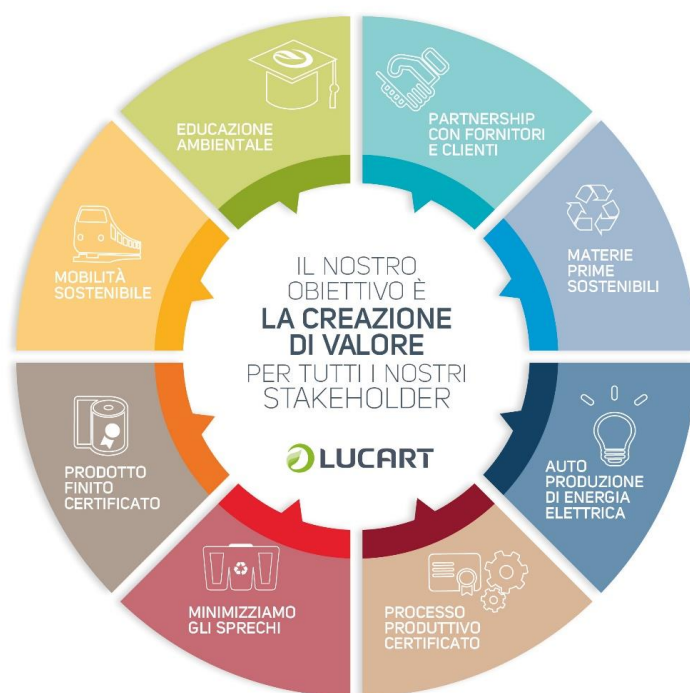 EDUCAZIONE
AMBIENTALE
PARTNERSHIP
CON FORNITORI
E CLIENTI
MATERIE
PRIME
SOSTENIBILI
AUTO
PRODUZIONE
DI ENERGIA
ELETTRICA
PROCESSO
PRODUTTIVO
CERTIFICATO
MINIMIZZIAMO
GLI SPRECHI
PRODOTTO
FINITO
CERTIFICATO
MOBILITÀ
SOSTENIBILE
IL NOSTRO
OBIETTIVO È
LA CREAZIONE
DI VALORE
PER TUTTI I NOSTRI
STAKEHOLDER
LUCART